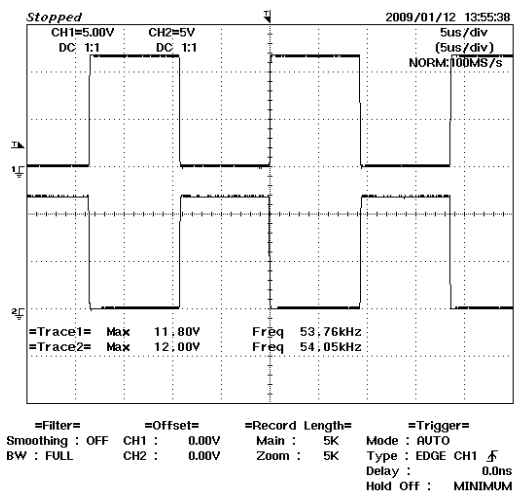 Stopped 2009/01/12 13:55:38
CH1=5.00V CH2=5V 5us/div
DC 1:1 DC 1:1 (5us/div)
NORM:100MS/s
T
T
1
2
=Trace1= Max 11.80V Freq 53.76kHz
=Trace2= Max 12.00V Freq 54.05kHz
=Filter= =Offset= =Record Length= =Trigger=
Smoothing : OFF CH1 : 0.00V Main : 5K Mode : AUTO
BW : FULL CH2 : 0.00V Zoom : 5K Type : EDGE CH1
Delay : 0.0ns
Hold Off : MINIMUM